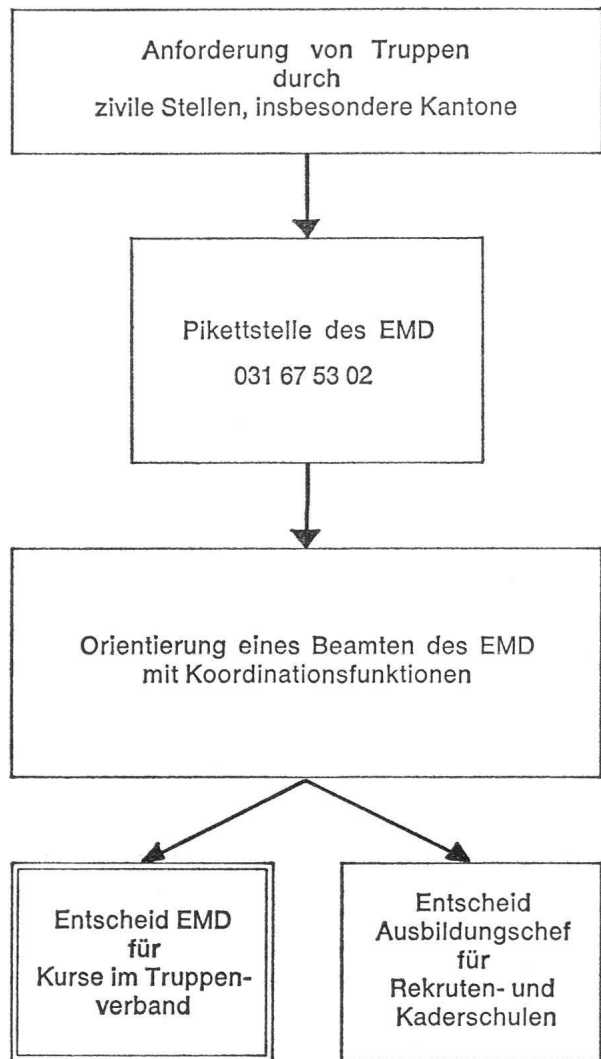 Anforderung von Truppen
durch
zivile Stellen, insbesondere Kantone
Pikettstelle des EMD
031 67 53 02
Orientierung eines Beamten des EMD
mit Koordinationsfunktionen
Entscheid EMD
für
Kurse im Truppen-
verband
Entscheid
Ausbildungschef
für
Rekruten- und
Kaderschulen